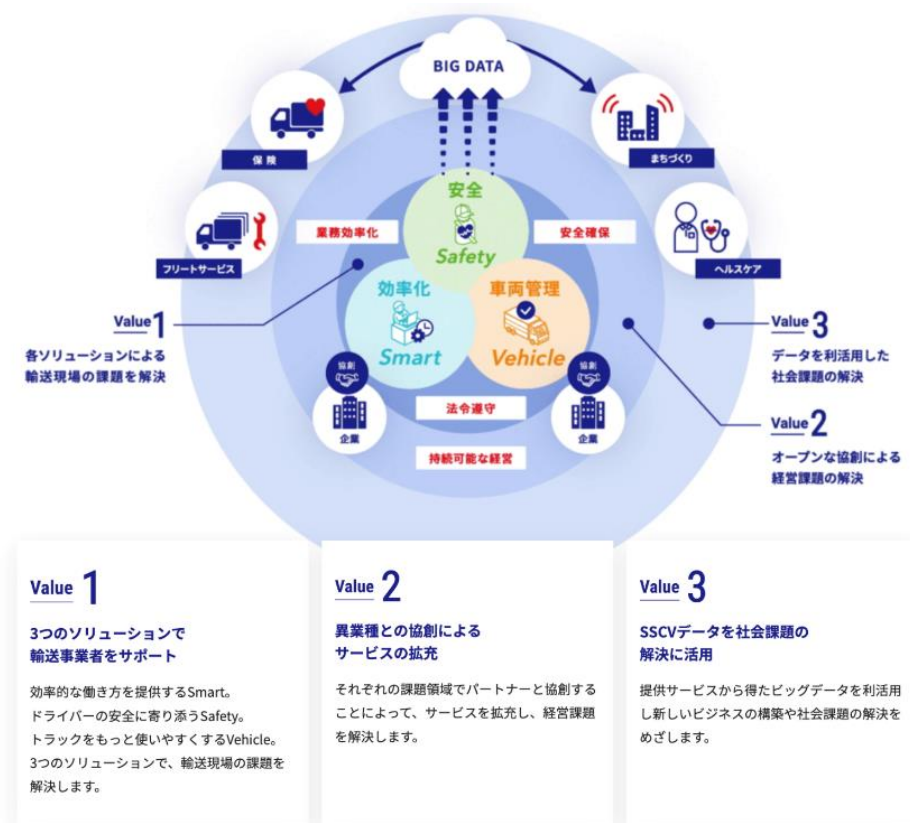 BIG DATA
保険
まちづくり
安全
Safety
業務効率化
安全確保
フリートサービス
ヘルスケア
効率化
Smart
車両管理
Vehicle
Value 1
各ソリューションによる
輸送現場の課題を解決
Value 3
データを利活用した
社会課題の解決
協創
企業
協創
企業
法令遵守
持続可能な経営
Value 2
オープンな協創による
経営課題の解決
Value 1
3つのソリューションで
輸送事業者をサポート
効率的な働き方を提供するSmart。
ドライバーの安全に寄り添うSafety。
トラックをもっと使いやすくするVehicle。
3つのソリューションで、輸送現場の課題を
解決します。
Value 2
異業種との協創による
サービスの拡充
それぞれの課題領域でパートナーと協創する
ことによって、サービスを拡充し、経営課題
を解決します。
Value 3
SSCVデータを社会課題の
解決に活用
提供サービスから得たビッグデータを利活用
し新しいビジネスの構築や社会課題の解決を
めざします。